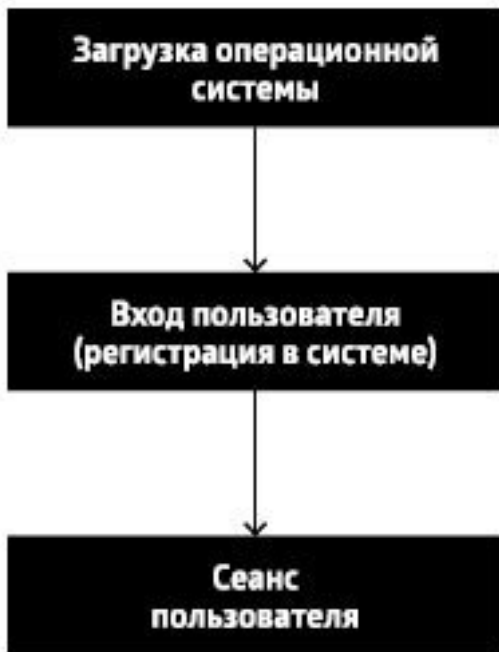 Загрузка операционной
системы
Вход пользователя
(регистрация в системе)
Сеанс
пользователя